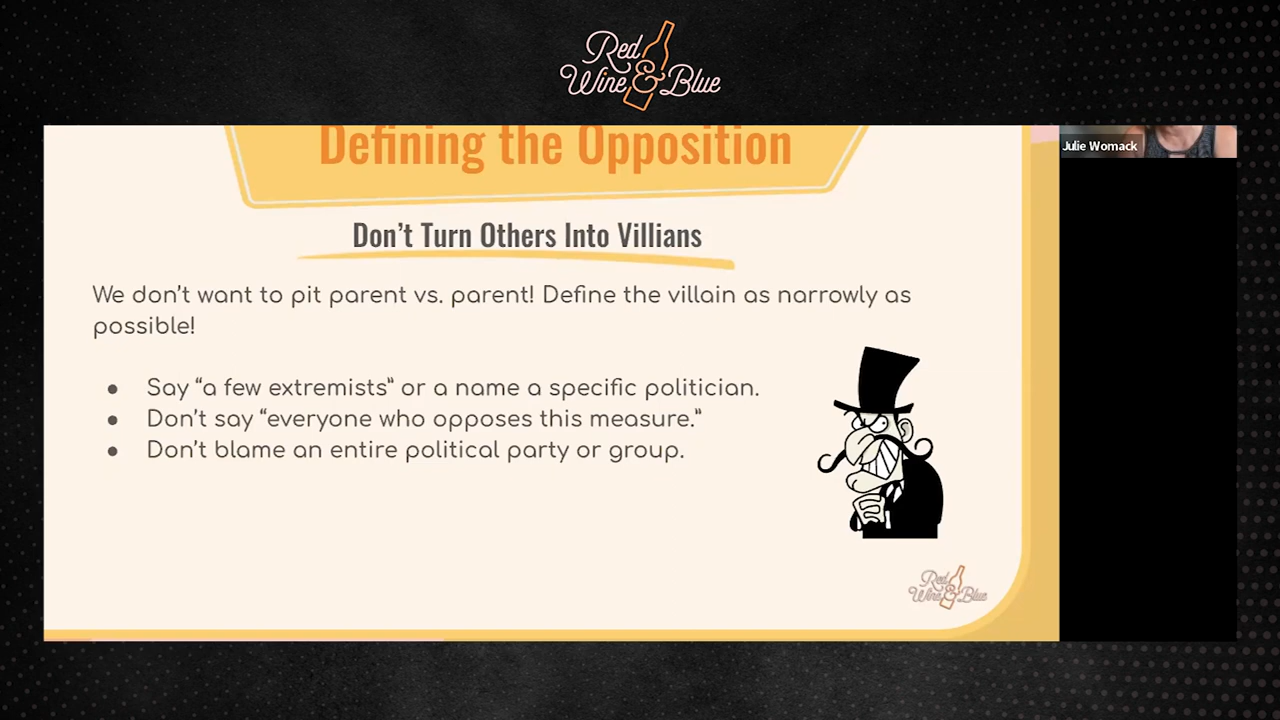 Red
Wine & Blue
Defining the Opposition
Julie Womack
Don't Turn Others Into Villians
We don't want to pit parent vs. parent! Define the villain as narrowly as
possible!
● Say “a few extremists” or a name a specific politician.
● Don't say “everyone who opposes this measure.”
● Don't blame an entire political party or group.
Red
Wine & Blue